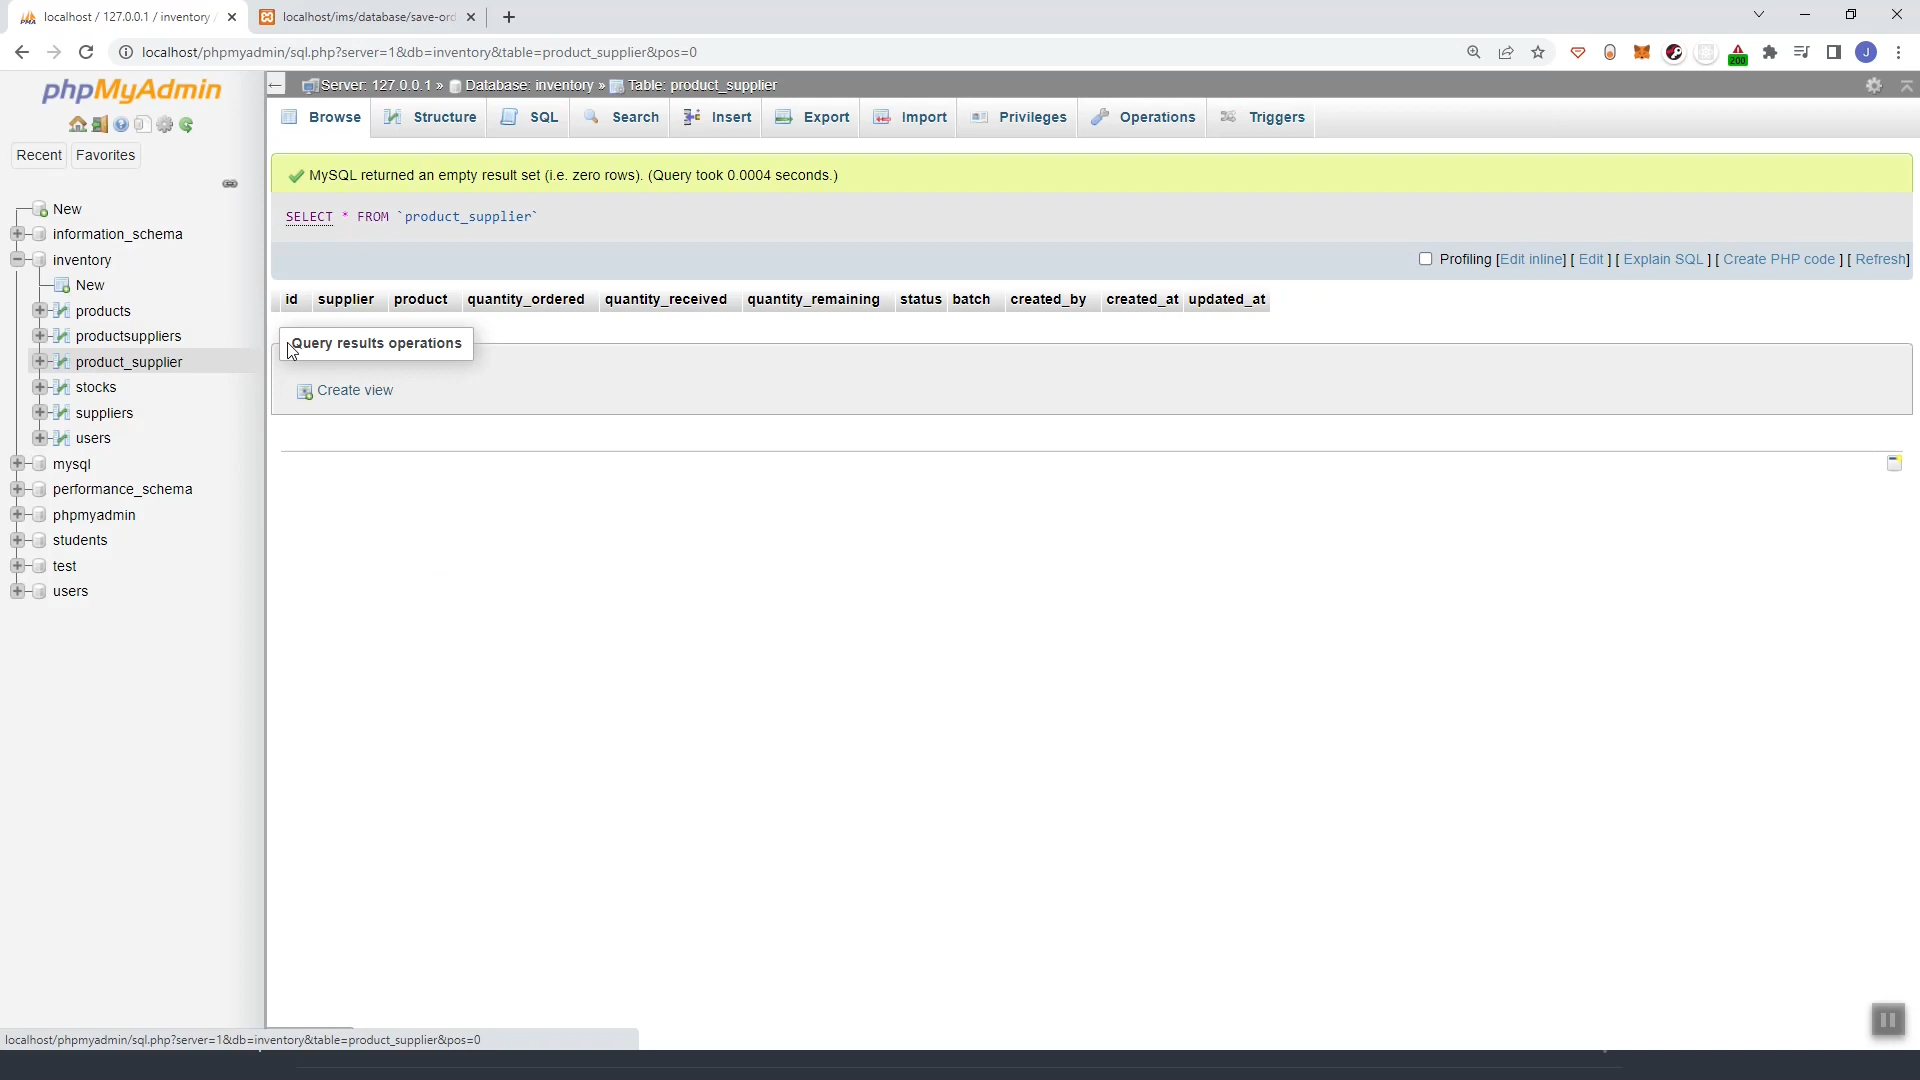 localhost / 127.0.0.1 / inventory /
localhost/ims/database/save-ord
localhost/phpmyadmin/sql.php?server=1&db=inventory&table=product_supplier&pos=0
200
J
phpMyAdmin
Recent
Favorites
New
information_schema
inventory
New
products
productsuppliers
product_supplier
stocks
suppliers
users
mysql
performance_schema
phpmyadmin
students
test
users
Server: 127.0.0.1 » Database: inventory » Table: product_supplier
Browse Structure SQL Search Insert Export Import Privileges Operations Triggers
MySQL returned an empty result set (i.e. zero rows). (Query took 0.0004 seconds.)
SELECT * FROM `product_supplier`
Profiling [Edit inline] [ Edit ] [ Explain SQL ] [ Create PHP code ] [ Refresh]
id supplier product quantity_ordered quantity_received quantity_remaining status batch created_by created_at updated_at
Query results operations
Create view
localhost/phpmyadmin/sql.php?server=1&db=inventory&table=product_supplier&pos=0